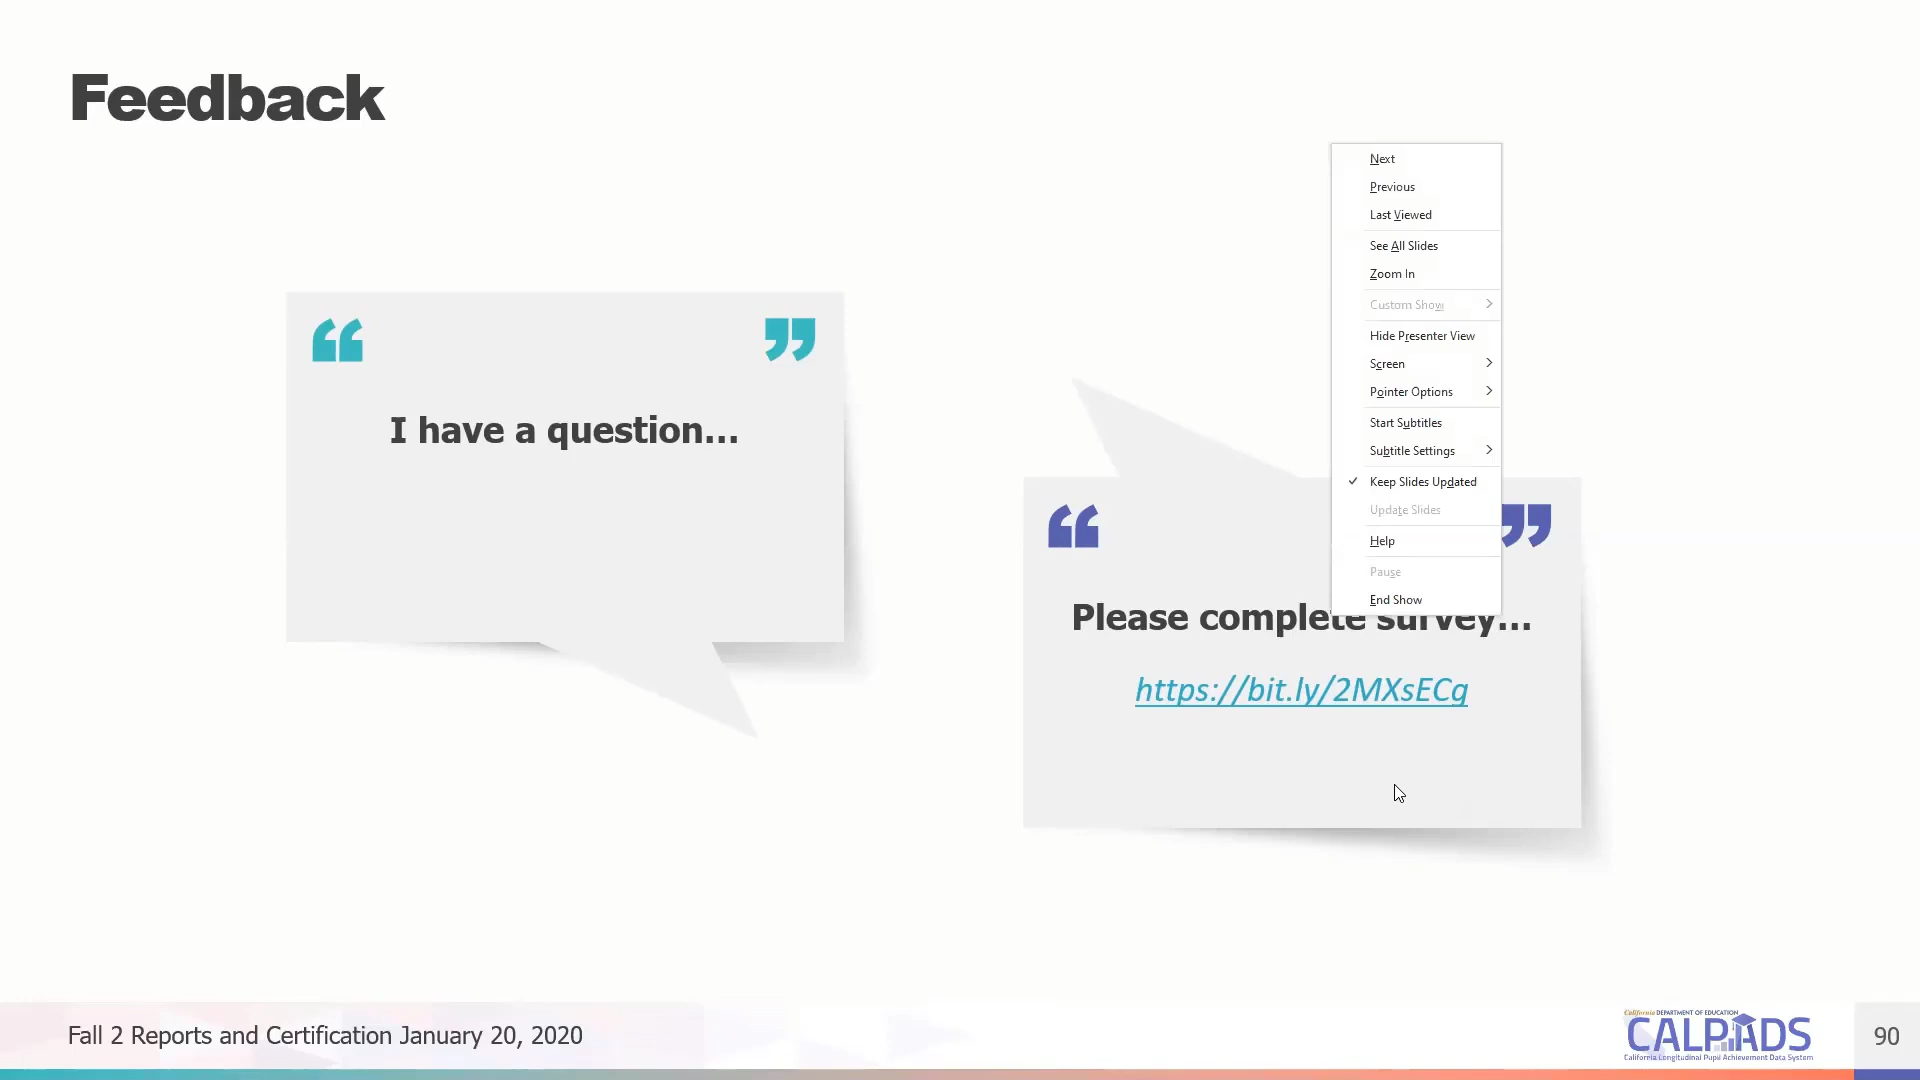 Feedback
“ ”
I have a question...
Next
Previous
Last Viewed
See All Slides
Zoom In
Custom Show
Hide Presenter View
Screen
Pointer Options
Start Subtitles
Subtitle Settings
Keep Slides Updated
Update Slides
Help
Pause
End Show
“ ”
Please complete survey...
https://bit.ly/2MXsECg
Fall 2 Reports and Certification January 20, 2020
California DEPARTMENT OF EDUCATION
CALPADS
California Longitudinal Pupil Achievement Data System
90